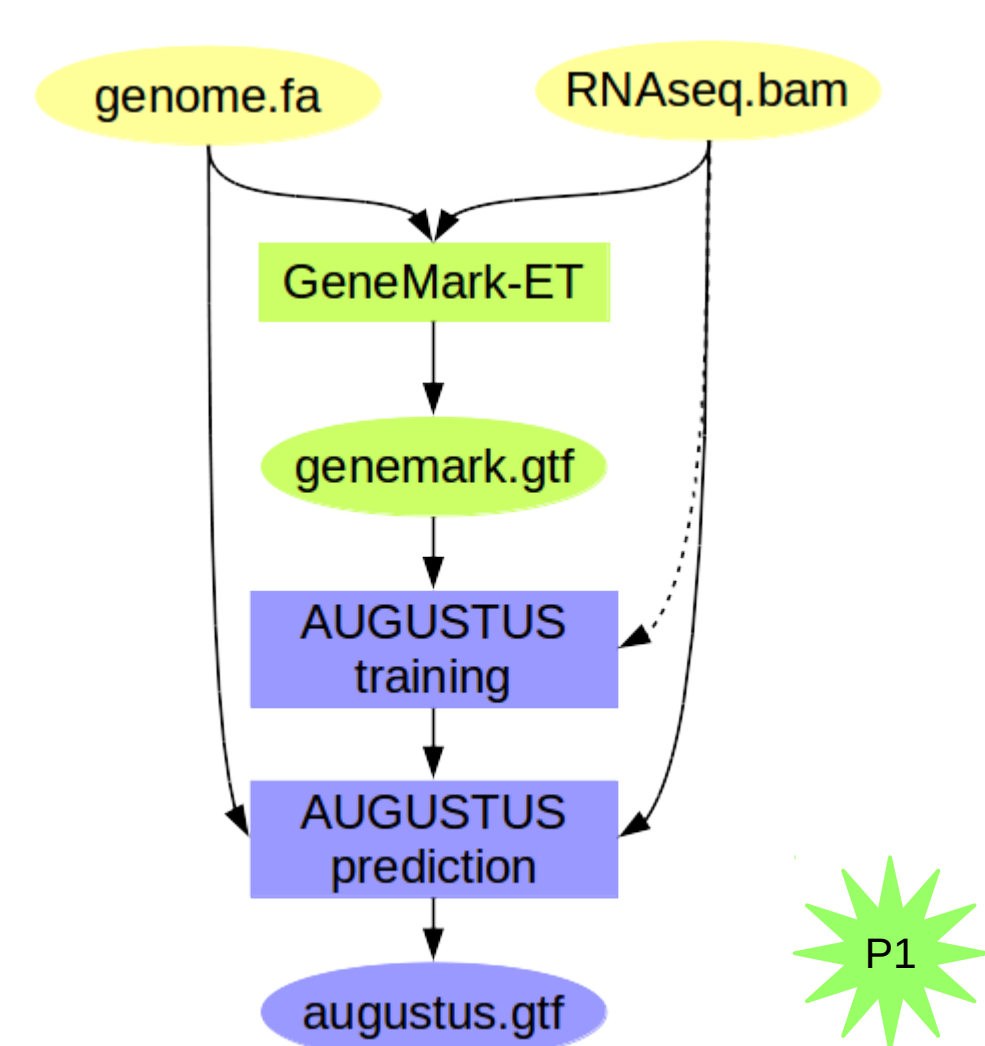 genome.fa
RNAseq.bam
GeneMark-ET
genemark.gtf
AUGUSTUS
training
AUGUSTUS
prediction
augustus.gtf
P1